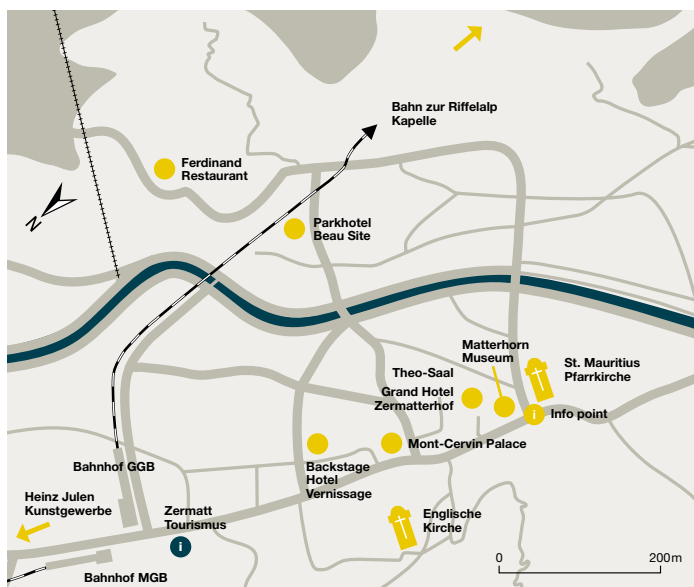 Bahn zur Riffelalp
Kapelle
Ferdinand
Restaurant
N
Parkhotel
Beau Site
Matterhorn
Museum
St. Mauritius
Pfarrkirche
Theo-Saal
Grand Hotel
Zermatterhof
i
Info point
Mont-Cervin Palace
Backstage
Hotel
Vernissage
Bahnhof GGB
Heinz Julen
Kunstgewerbe
Zermatt
Tourismus
i
Englische
Kirche
Bahnhof MGB
0
200m